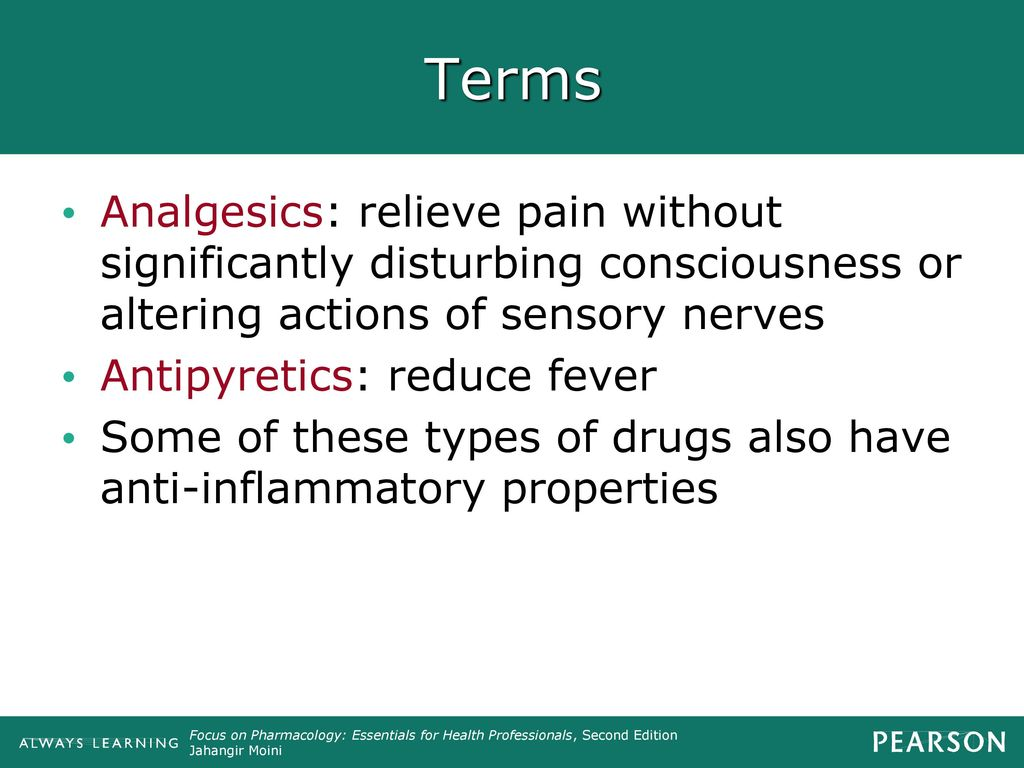 Terms
• Analgesics: relieve pain without
significantly disturbing consciousness or
altering actions of sensory nerves
• Antipyretics: reduce fever
• Some of these types of drugs also have
anti-inflammatory properties
ALWAYS LEARNING
Focus on Pharmacology: Essentials for Health Professionals, Second Edition
Jahangir Moini
PEARSON